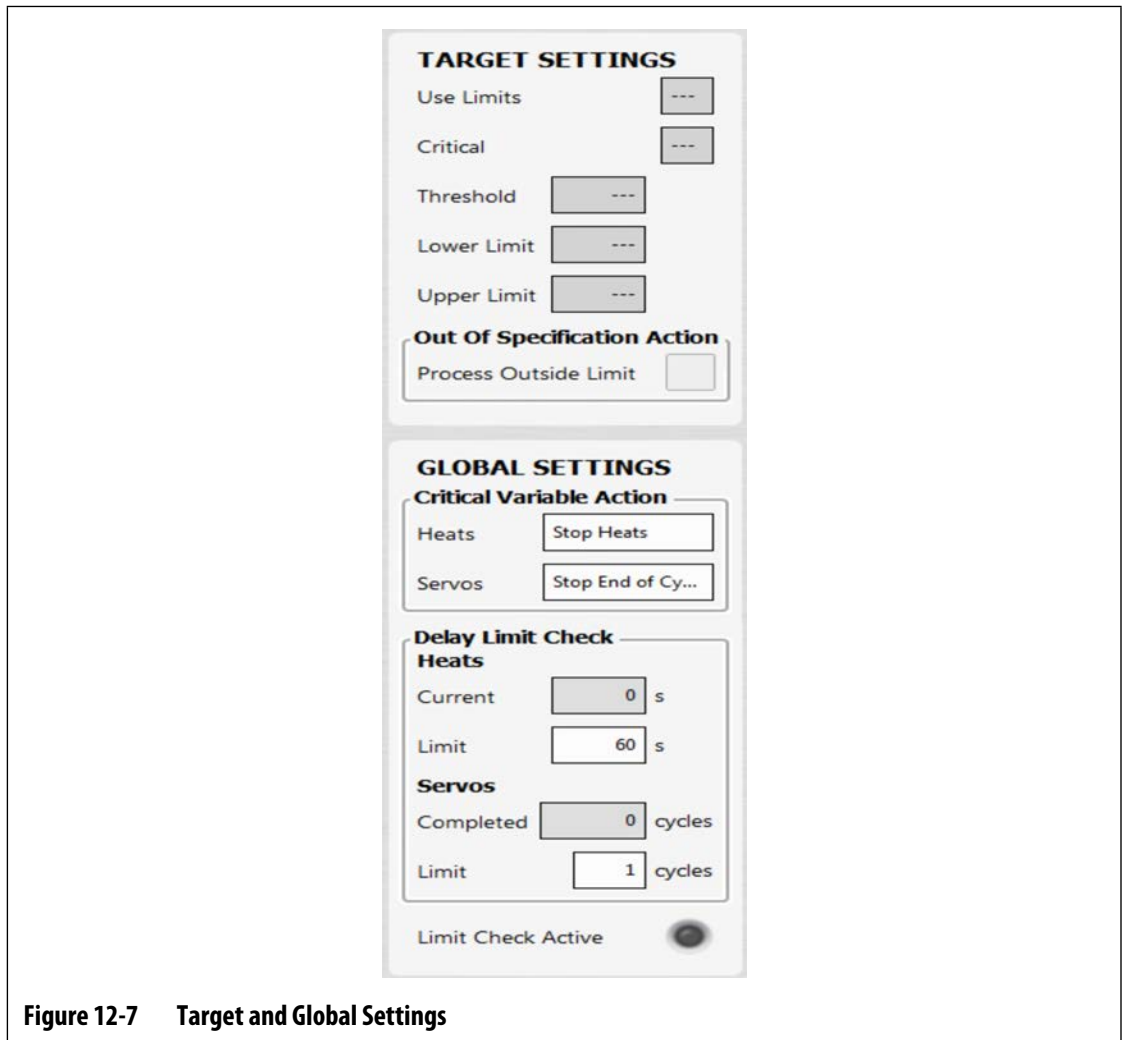 TARGET SETTINGS
Use Limits ---
Critical ---
Threshold ---
Lower Limit ---
Upper Limit ---
Out Of Specification Action
Process Outside Limit
GLOBAL SETTINGS
Critical Variable Action
Heats Stop Heats
Servos Stop End of Cy...
Delay Limit Check
Heats
Current 0 s
Limit 60 s
Servos
Completed 0 cycles
Limit 1 cycles
Limit Check Active
Figure 12-7 Target and Global Settings